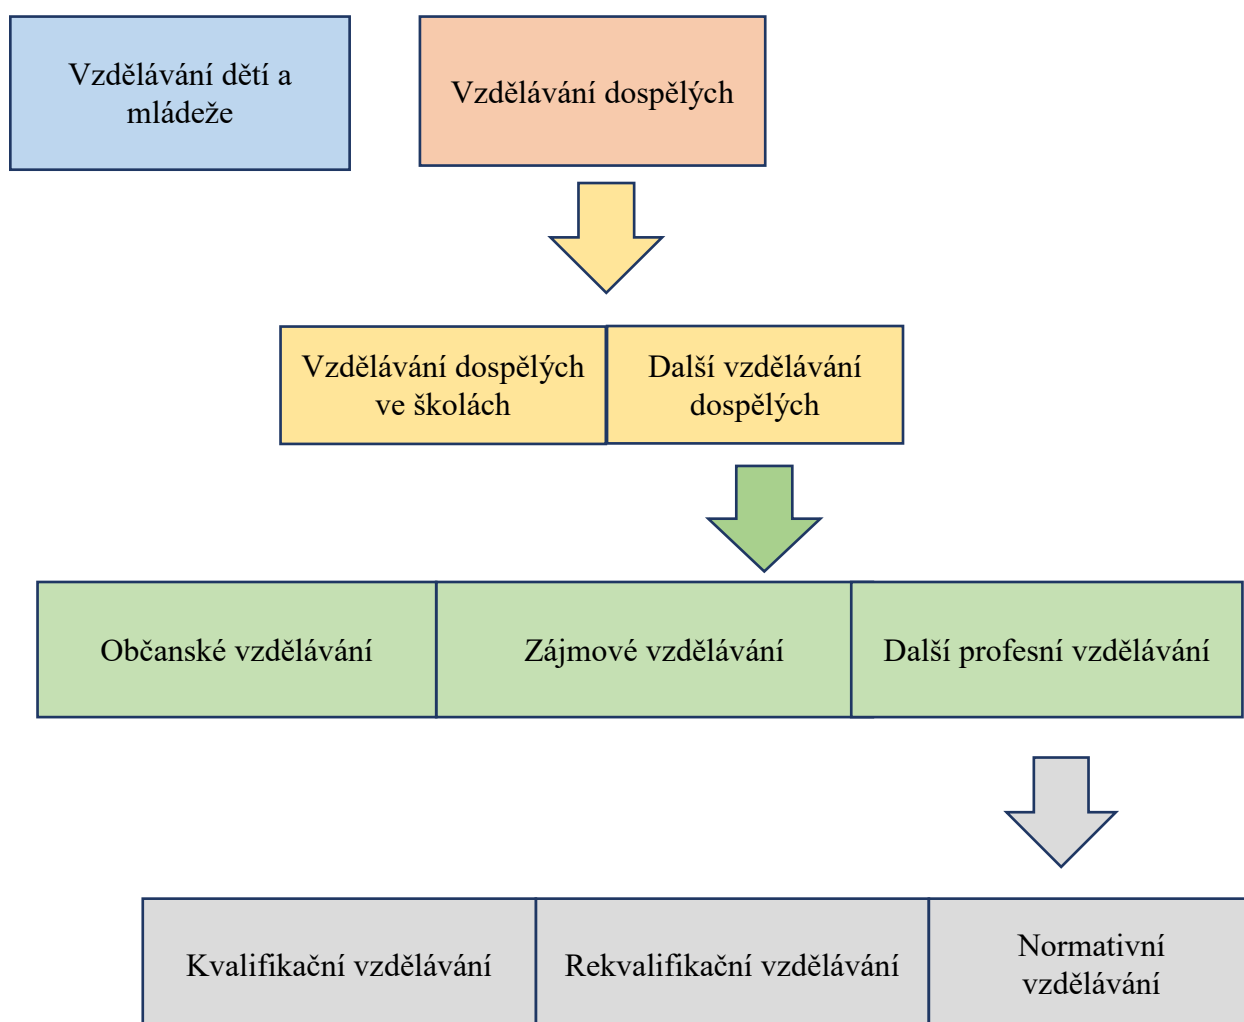 Vzdělávání dětí a
mládeže
Vzdělávání dospělých
Vzdělávání dospělých
ve školách
Další vzdělávání
dospělých
Občanské vzdělávání
Zájmové vzdělávání
Další profesní vzdělávání
Kvalifikační vzdělávání
Rekvalifikační vzdělávání
Normativní
vzdělávání